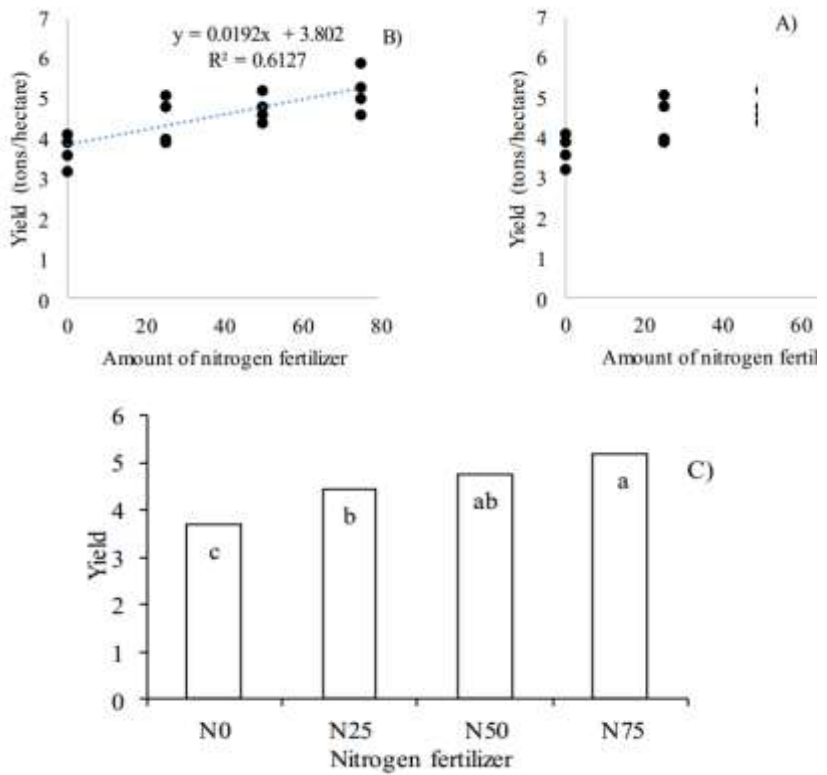 y = 0.0192x + 3.802
R² = 0.6127
B)
Yield (tons/hectare)
7
6
5
4
3
2
1
0
0 20 40 60 80
Amount of nitrogen fertilizer
A)
Yield (tons/hectare)
7
6
5
4
3
2
1
0
0 20 40 60
Amount of nitrogen fertil
C)
Yield
6
5
4
3
2
1
0
c b ab a
N0 N25 N50 N75
Nitrogen fertilizer